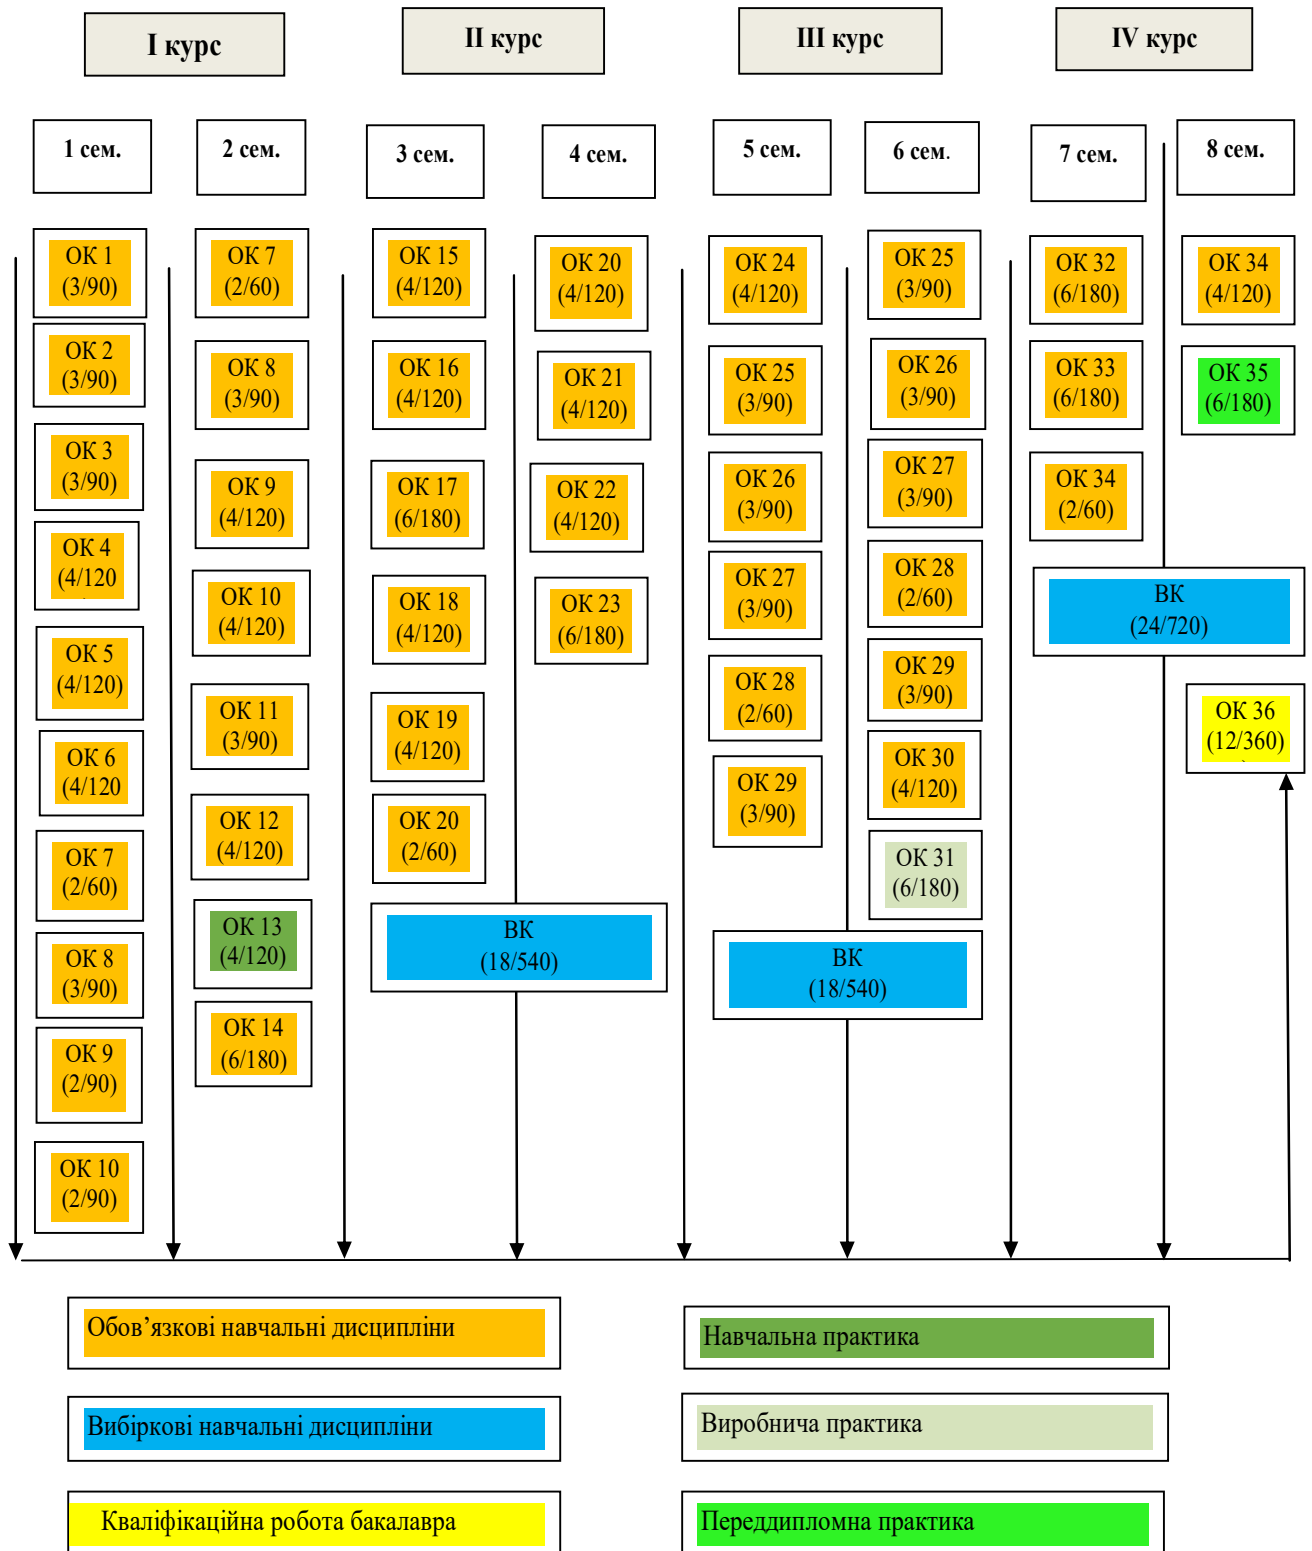 І курс
ІІ курс
ІІІ курс
ІV курс
1 сем.
2 сем.
3 сем.
4 сем.
5 сем.
6 сем.
7 сем.
8 сем.
ОК 1
(3/90)
ОК 2
(3/90)
ОК 3
(3/90)
ОК 4
(4/120
ОК 5
(4/120)
ОК 6
(4/120
ОК 7
(2/60)
ОК 8
(3/90)
ОК 9
(2/90)
ОК 10
(2/90)
ОК 7
(2/60)
ОК 8
(3/90)
ОК 9
(4/120)
ОК 10
(4/120)
ОК 11
(3/90)
ОК 12
(4/120)
ОК 13
(4/120)
ОК 14
(6/180)
ОК 15
(4/120)
ОК 16
(4/120)
ОК 17
(6/180)
ОК 18
(4/120)
ОК 19
(4/120)
ОК 20
(2/60)
ОК 20
(4/120)
ОК 21
(4/120)
ОК 22
(4/120)
ОК 23
(6/180)
ВК
(18/540)
ОК 24
(4/120)
ОК 25
(3/90)
ОК 26
(3/90)
ОК 27
(3/90)
ОК 28
(2/60)
ОК 29
(3/90)
ОК 25
(3/90)
ОК 26
(3/90)
ОК 27
(3/90)
ОК 28
(2/60)
ОК 29
(3/90)
ОК 30
(4/120)
ОК 31
(6/180)
ВК
(18/540)
ОК 32
(6/180)
ОК 33
(6/180)
ОК 34
(2/60)
ОК 34
(4/120)
ОК 35
(6/180)
ВК
(24/720)
ОК 36
(12/360)
)
Обов’язкові навчальні дисципліни
Навчальна практика
Вибіркові навчальні дисципліни
Виробнича практика
Кваліфікаційна робота бакалавра
Переддипломна практика